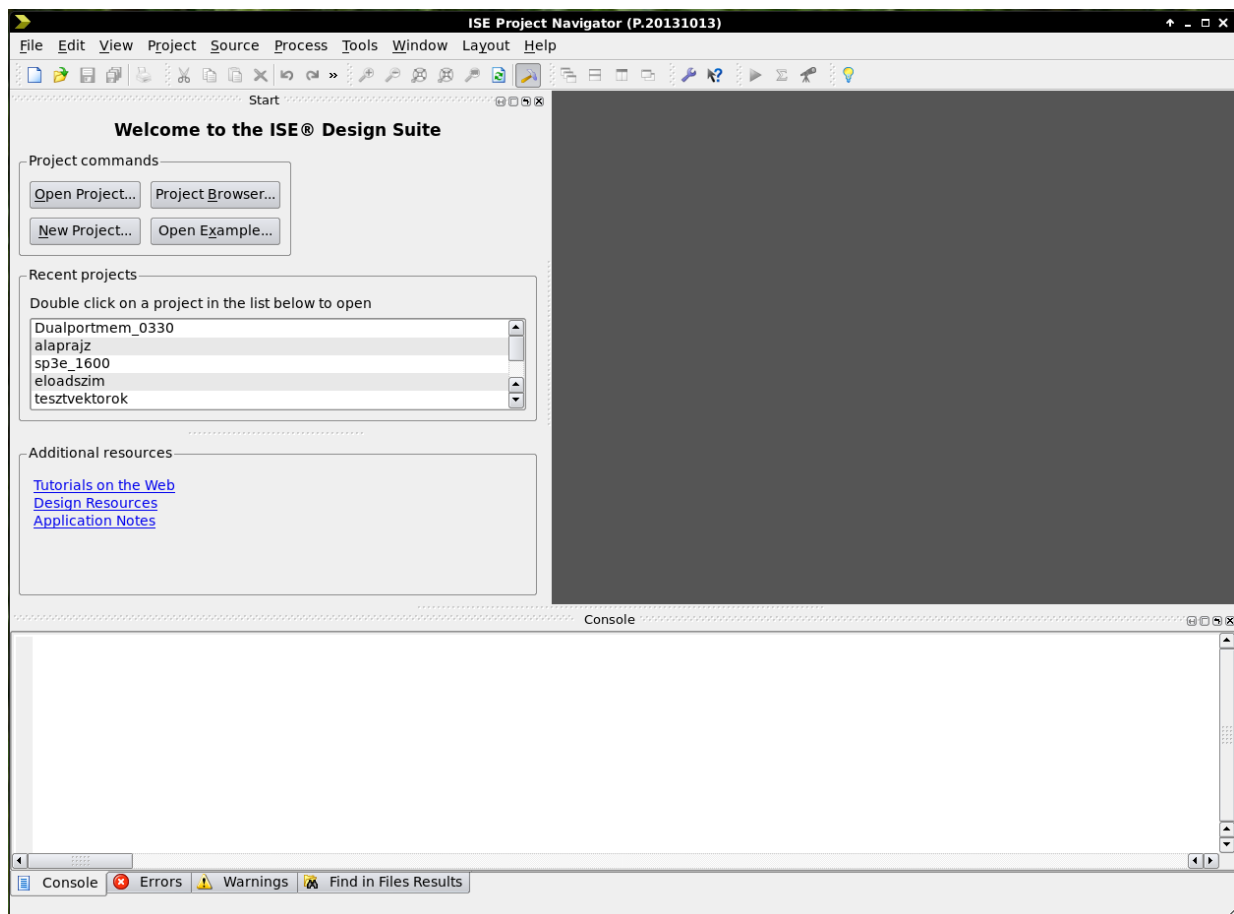 ISE Project Navigator (P.20131013)
File Edit View Project Source Process Tools Window Layout Help
Start
Welcome to the ISE® Design Suite
Project commands
Open Project... Project Browser...
New Project... Open Example...
Recent projects
Double click on a project in the list below to open
Dualportmem_0330
alaprajz
sp3e_1600
eloadszim
tesztvektorok
Additional resources
Tutorials on the Web
Design Resources
Application Notes
Console
Console Errors Warnings Find in Files Results